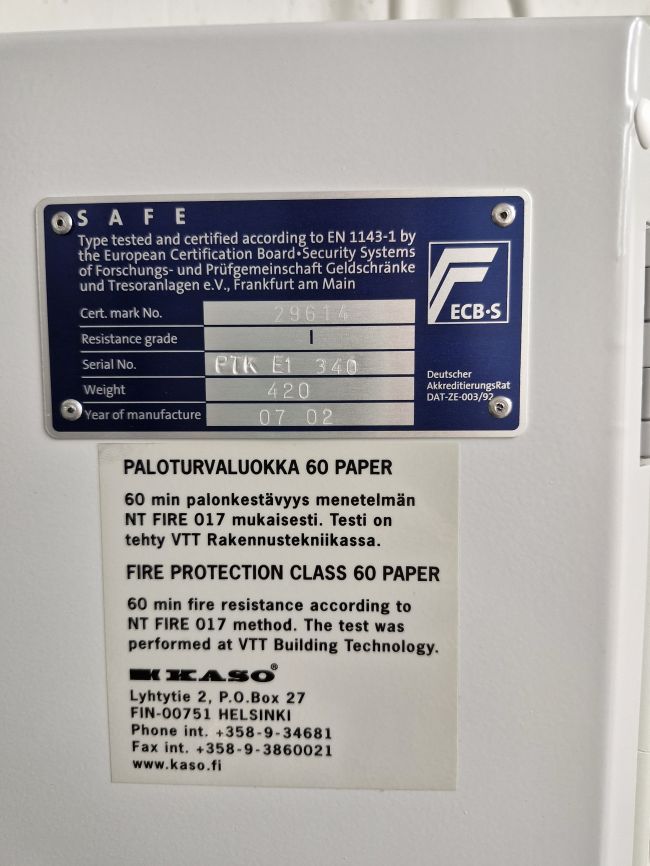 SAFE
Type tested and certified according to EN 1143-1 by
the European Certification Board•Security Systems
of Forschungs- und Prüfgemeinschaft Geldschränke
und Tresoranlagen e.V., Frankfurt am Main
ECB•S
Cert. mark No. 29614
Resistance grade I
Serial No. PTK E1 340
Weight 420
Year of manufacture 07 02
Deutscher
AkkreditierungsRat
DAT-ZE-003/92
PALOTURVALUOKKA 60 PAPER
60 min palonkestävyys menetelmän
NT FIRE 017 mukaisesti. Testi on
tehty VTT Rakennustekniikassa.
FIRE PROTECTION CLASS 60 PAPER
60 min fire resistance according to
NT FIRE 017 method. The test was
performed at VTT Building Technology.
KASO®
Lyhtytie 2, P.O.Box 27
FIN-00751 HELSINKI
Phone int. +358-9-34681
Fax int. +358-9-3860021
www.kaso.fi